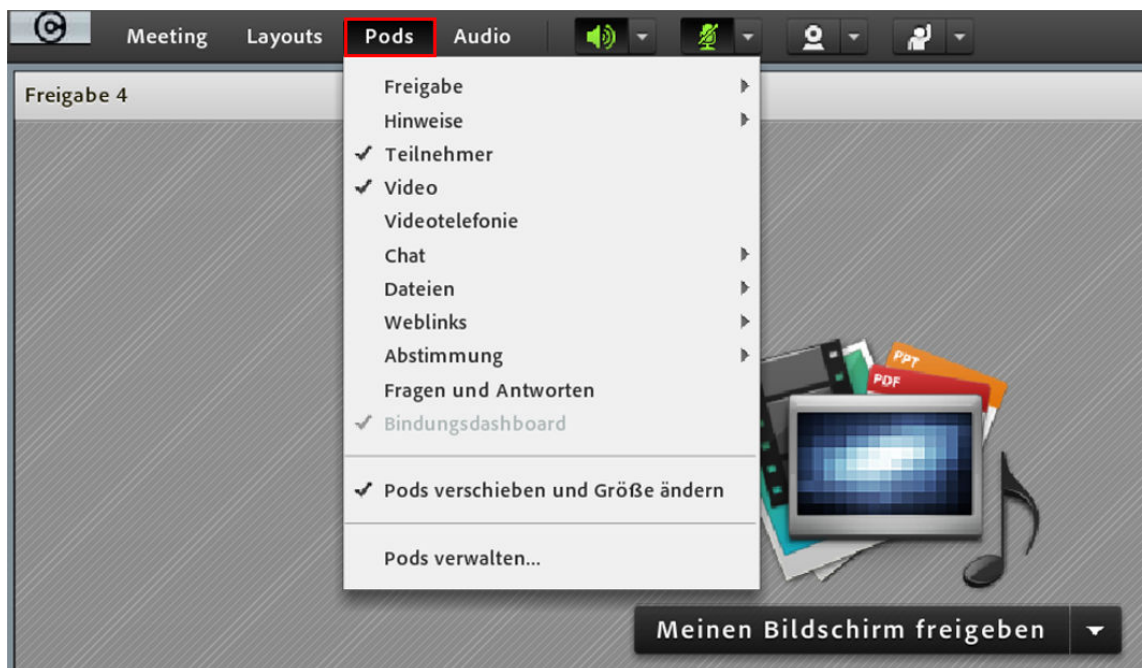 Meeting Layouts Pods Audio
Freigabe 4
Freigabe
Hinweise
Teilnehmer
Video
Videotelefonie
Chat
Dateien
Weblinks
Abstimmung
Fragen und Antworten
Bindungsdashboard
Pods verschieben und Größe ändern
Pods verwalten...
PPT
PDF
Meinen Bildschirm freigeben